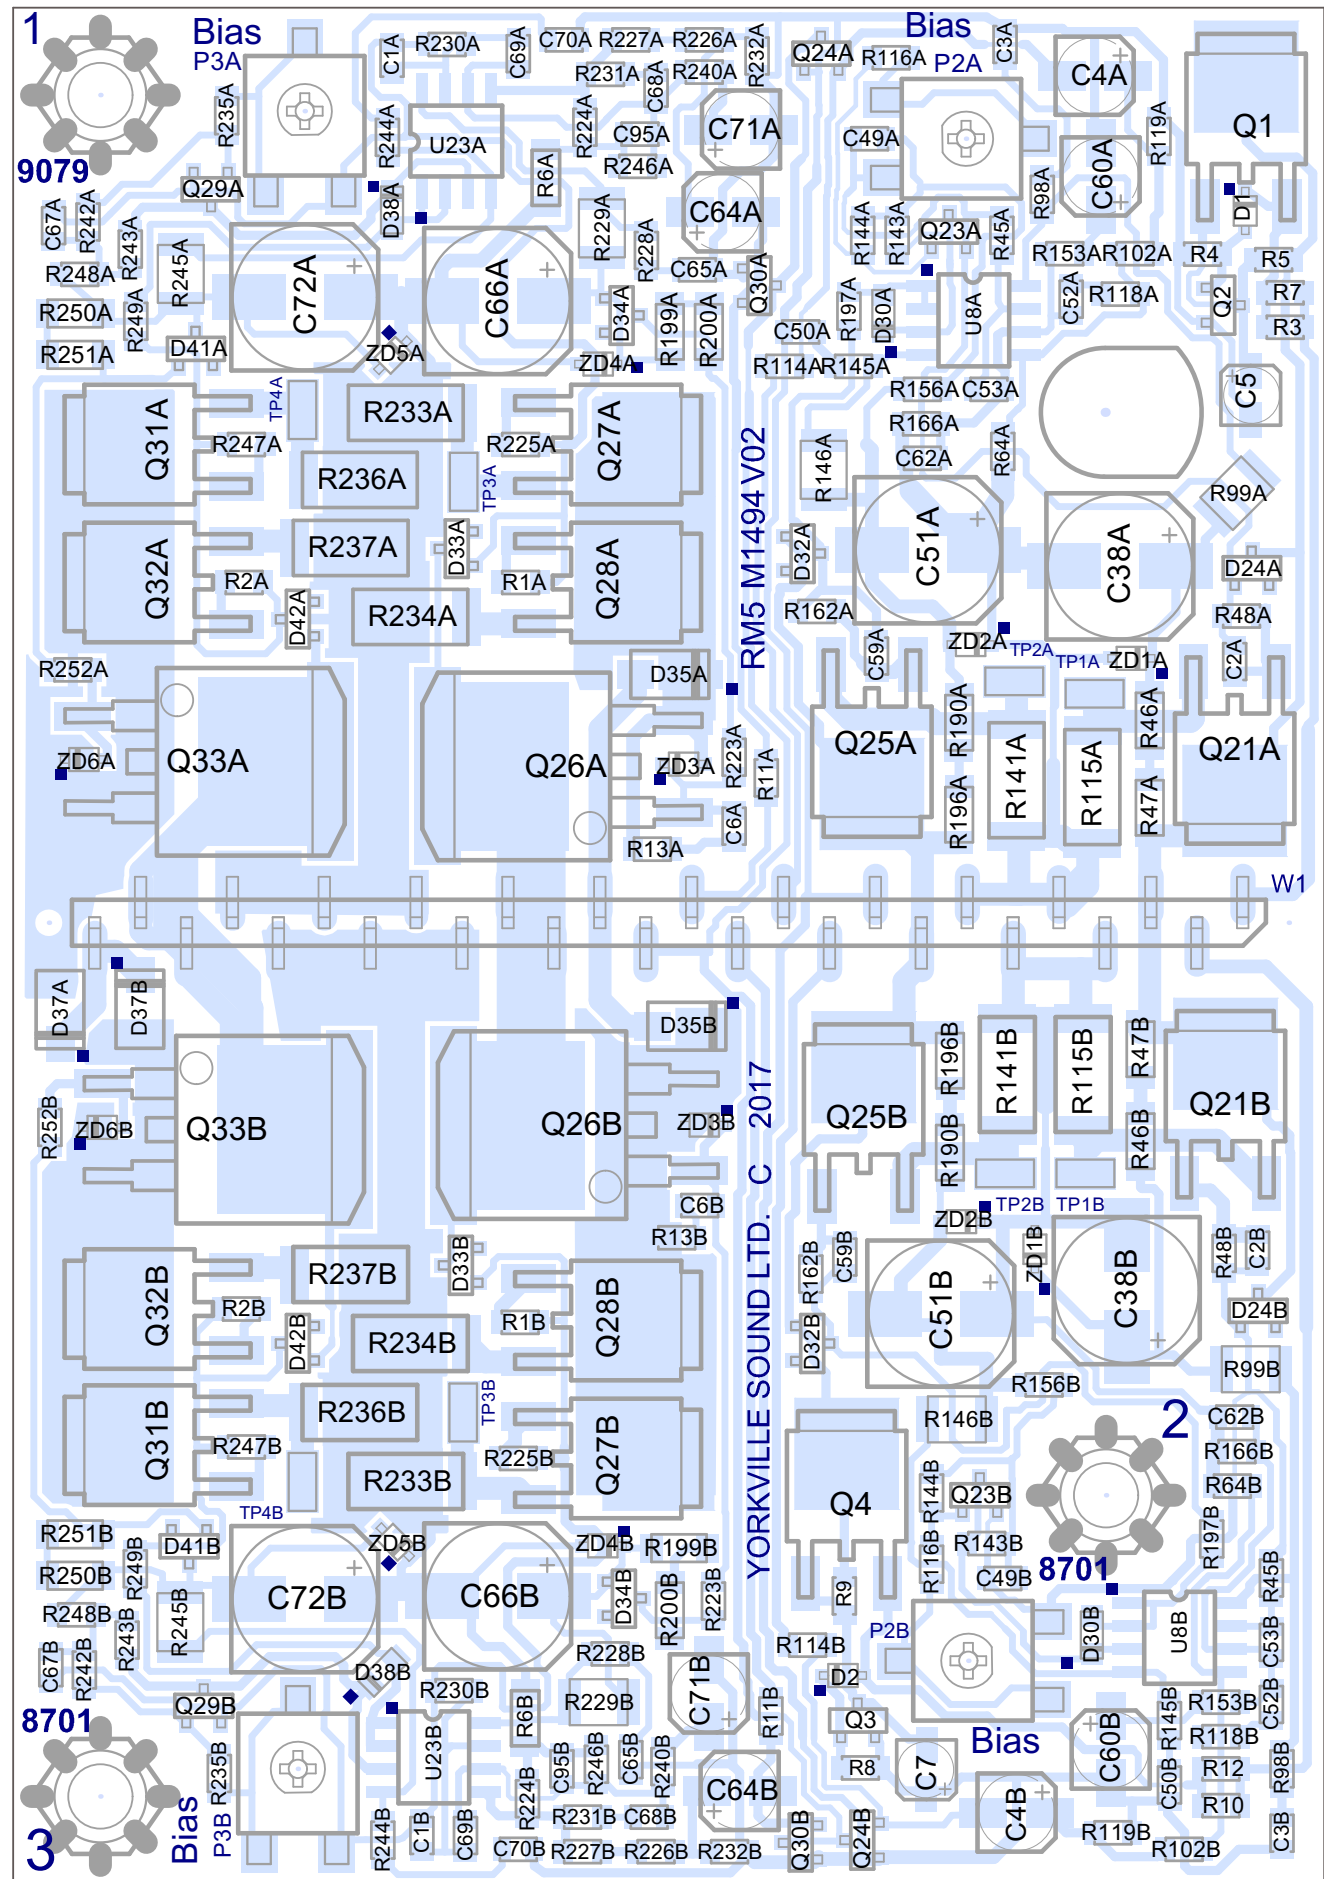 1
Bias
P3A
C1A
R230A
C69A
C70A
R227A
R226A
R232A
Q24A
R116A
Bias
P2A
C3A
C4A
Q1
R235A
R244A
U23A
R231A
C68A
R240A
R224A
C95A
R246A
C71A
C49A
R119A
C60A
9079
Q29A
D38A
R6A
C64A
R98A
D1
C67A
R242A
R243A
R245A
R229A
R228A
C65A
Q30A
R144A
R143A
Q23A
R45A
R153A
R102A
R4
R5
R248A
R250A
R249A
R251A
D41A
C72A
C66A
ZD5A
D34A
R199A
R200A
ZD4A
R197A
D30A
U8A
C52A
R118A
Q2
R7
R3
C50A
R114A
R145A
R156A
C53A
C5
Q31A
R247A
TP4A
R233A
R236A
TP3A
R225A
Q27A
RM5 M1494 V02
R166A
C62A
R64A
R146A
R99A
Q32A
R2A
R237A
D42A
R234A
D33A
R1A
Q28A
D32A
C51A
C38A
D24A
R162A
R48A
R252A
D35A
C59A
ZD2A
TP2A
TP1A
ZD1A
C2A
ZD6A
Q33A
Q26A
ZD3A
R223A
R11A
C6A
R13A
Q25A
R190A
R196A
R141A
R115A
R46A
R47A
Q21A
W1
D37A
D37B
D35B
R252B
ZD6B
Q33B
Q26B
ZD3B
C6B
R13B
YORKVILLE SOUND LTD. C 2017
Q25B
R196B
R190B
R141B
R115B
R47B
R46B
Q21B
TP2B
TP1B
ZD2B
ZD1B
R162B
C59B
C51B
C38B
R48B
C2B
D24B
Q32B
R2B
R237B
D42B
R234B
D33B
R1B
Q28B
D32B
R99B
Q31B
R247B
R236B
TP3B
R233B
R225B
Q27B
R156B
R146B
2
C62B
R166B
R64B
Q4
R144B
Q23B
R143B
R116B
C49B
8701
R197B
R45B
TP4B
R251B
D41B
R249B
R250B
R248B
R243B
R245B
C67B
R242B
C72B
ZD5B
C66B
ZD4B
R199B
D34B
R200B
R223B
R9
P2B
R114B
D2
D30B
U8B
C53B
R228B
D38B
Q29B
R230B
R6B
R229B
C71B
R11B
Q3
R8
C7
Bias
C60B
R145B
R153B
C52B
R118B
R12
R98B
C50B
R10
8701
3
R235B
Bias
P3B
U23B
R244B
C1B
C69B
R224B
C95B
R246B
C65B
R240B
C64B
R231B
C68B
C70B
R227B
R226B
R232B
Q30B
Q24B
C4B
R119B
R102B
C3B